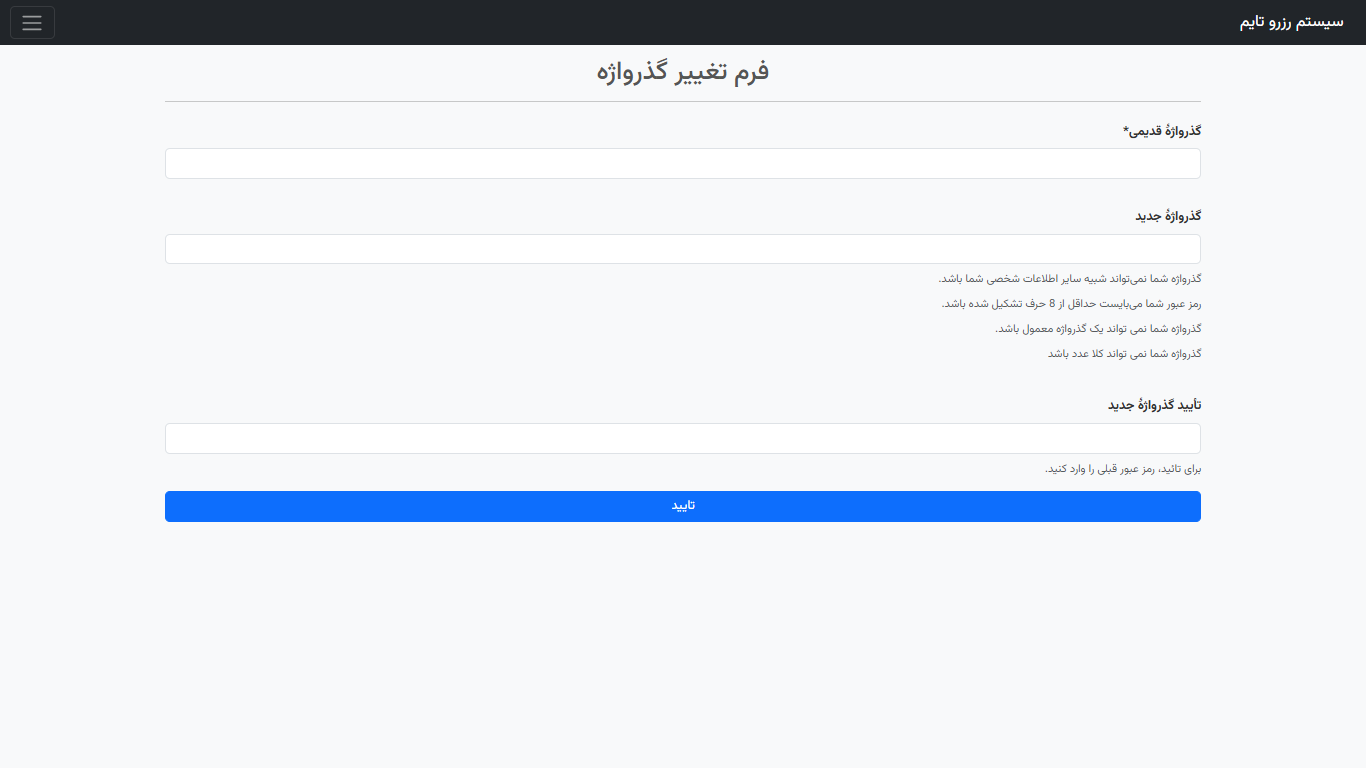 سیستم رزرو تایم
فرم تغییر گذرواژه
گذرواژهٔ قدیمی*
گذرواژهٔ جدید
گذرواژه شما نمی‌تواند شبیه سایر اطلاعات شخصی شما باشد.
رمز عبور شما می‌بایست حداقل از 8 حرف تشکیل شده باشد.
گذرواژه شما نمی تواند یک گذرواژه معمول باشد.
گذرواژه شما نمی تواند کلا عدد باشد
تأیید گذرواژهٔ جدید
برای تائید، رمز عبور قبلی را وارد کنید.
تایید